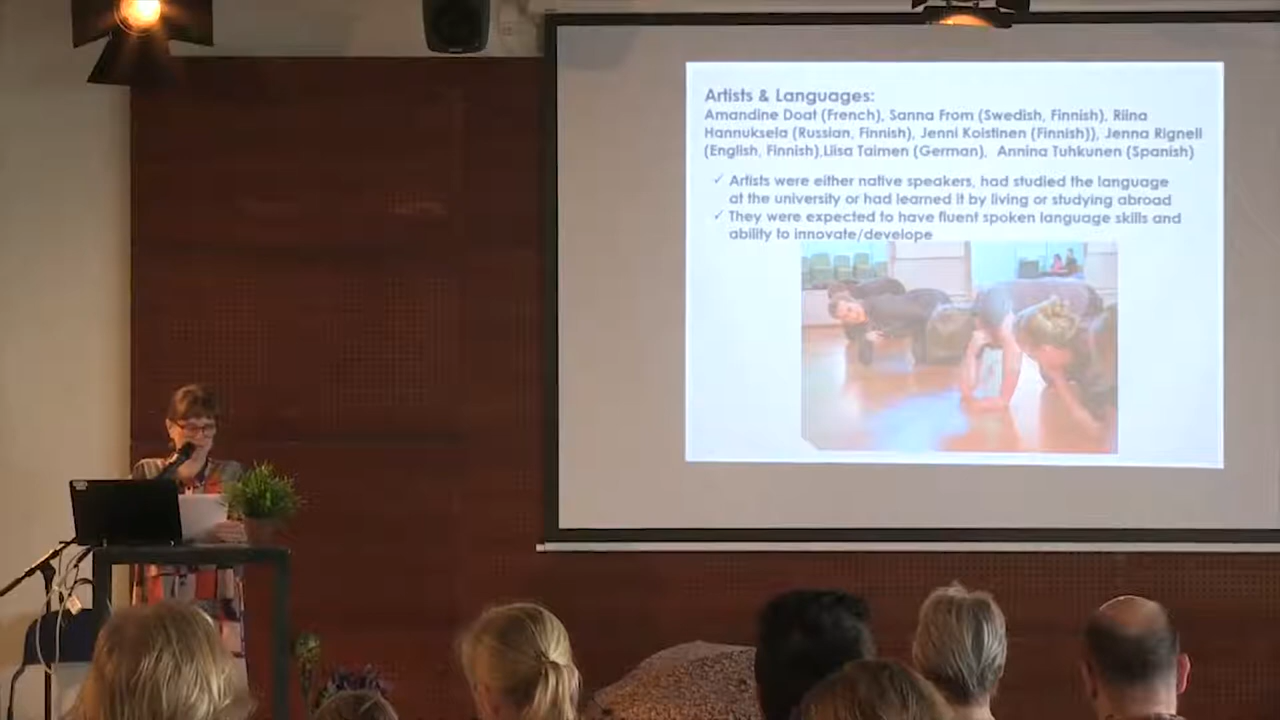 Artists & Languages:
Amandine Doat (French), Sanna From (Swedish, Finnish), Riina
Hannuksela (Russian, Finnish), Jenni Koistinen (Finnish)), Jenna Rignell
(English, Finnish),Liisa Taimen (German),  Annina Tuhkunen (Spanish)
✓ Artists were either native speakers, had studied the language
at the university or had learned it by living or studying abroad
✓ They were expected to have fluent spoken language skills and
ability to innovate/develope